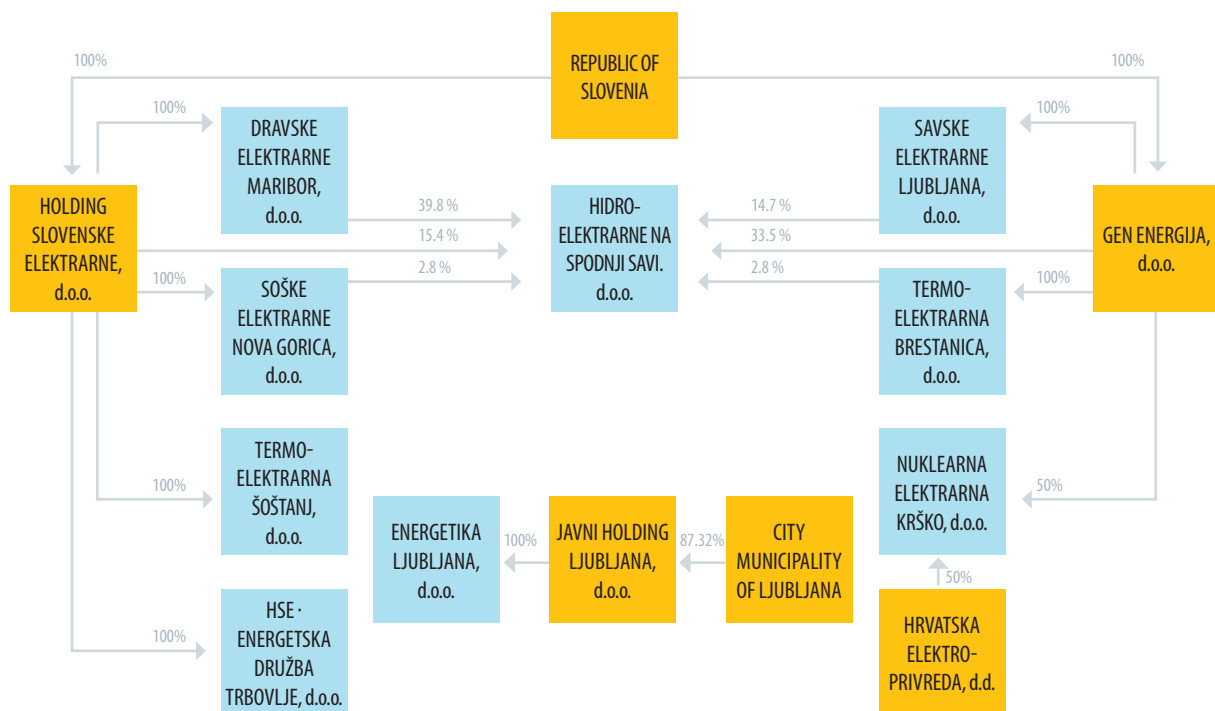 100%
REPUBLIC OF
SLOVENIA
100%
100%
DRAVSKE
ELEKTRARNE
MARIBOR,
d.o.o.
SAVSKE
ELEKTRARNE
LJUBLJANA,
d.o.o.
100%
HOLDING
SLOVENSKE
ELEKTRARNE,
d.o.o.
39.8 %
15.4 %
2.8 %
HIDRO-
ELEKTRARNE NA
SPODNJI SAVI.
d.o.o.
14.7 %
33.5 %
2.8 %
GEN ENERGIJA,
d.o.o.
100%
SOŠKE
ELEKTRARNE
NOVA GORICA,
d.o.o.
TERMO-
ELEKTRARNA
BRESTANICA,
d.o.o.
100%
100%
TERMO-
ELEKTRARNA
ŠOŠTANJ,
d.o.o.
NUKLEARNA
ELEKTRARNA
KRŠKO, d.o.o.
50%
ENERGETIKA
LJUBLJANA,
d.o.o.
100%
JAVNI HOLDING
LJUBLJANA,
d.o.o.
87.32%
CITY
MUNICIPALITY
OF LJUBLJANA
50%
100%
HSE ·
ENERGETSKA
DRUŽBA
TRBOVLJE, d.o.o.
HRVATSKA
ELEKTRO-
PRIVREDA, d.d.